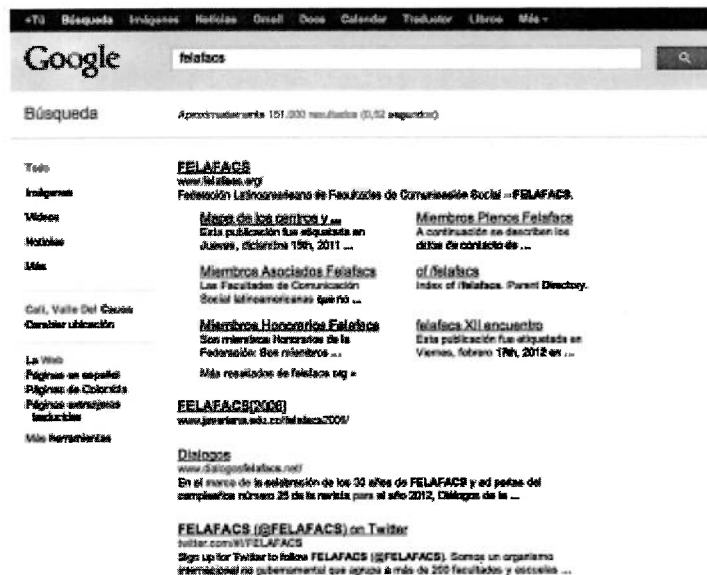 +Tú Búsqueda Imágenes Noticias Gmail Docs Calendar Traductor Libros Más
Google felafacs
Búsqueda
Aproximadamente 151.000 resultados (0,52 segundos)
Todo
Imágenes
Vídeos
Noticias
Más
Cali, Valle Del Cauca
Cambiar ubicación
La Web
Páginas en español
Páginas de Colombia
Páginas extranjeras
traducidas
Más herramientas
FELAFACS
www.felafacs.org/
Federación Latinoamericana de Facultades de Comunicación Social - FELAFACS.
Mapa de los centros y ...
Esta publicación fue etiquetada en
Jueves, diciembre 15th, 2011 ...
Miembros Plenos Felafacs
A continuación se describen los
datos de contacto de ...
Miembros Asociados Felafacs
Las Facultades de Comunicación
Social latinoamericanas que no ...
of /felafacs
Index of /felafacs. Parent Directory.
Miembros Honorarios Felafacs
Son miembros Honorarios de la
Federación: Sus miembros ...
felafacs XII encuentro
Esta publicación fue etiquetada en
Viernes, febrero 17th, 2012 en ...
Más resultados de felafacs.org »
FELAFACS[2006]
www.javeriana.edu.co/felafacs2006/
Dialogos
www.dialogosfelafacs.net/
En el marco de la celebración de los 30 años de FELAFACS y ad portas del
cumpleaños número 25 de la revista para el año 2012, Diálogos de la ...
FELAFACS (@FELAFACS) on Twitter
twitter.com/#!/FELAFACS
Sign up for Twitter to follow FELAFACS (@FELAFACS). Somos un organismo
internacional no gubernamental que agrupa a más de 200 facultades y escuelas ...